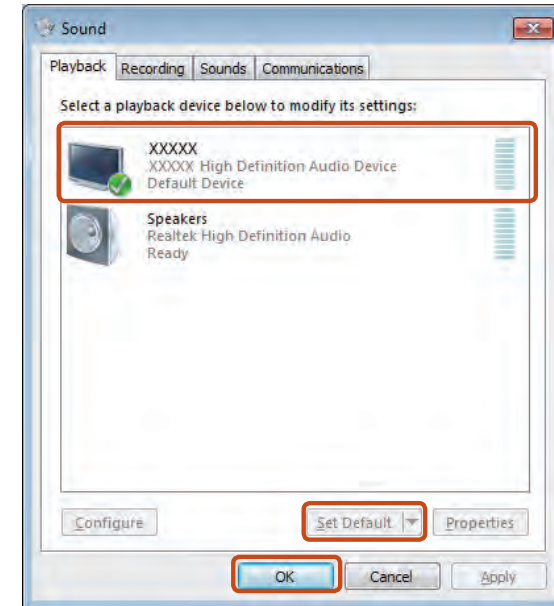 Sound
Playback Recording Sounds Communications
Select a playback device below to modify its settings:
XXXXX
XXXXX High Definition Audio Device
Default Device
Speakers
Realtek High Definition Audio
Ready
Configure Set Default Properties
OK Cancel Apply